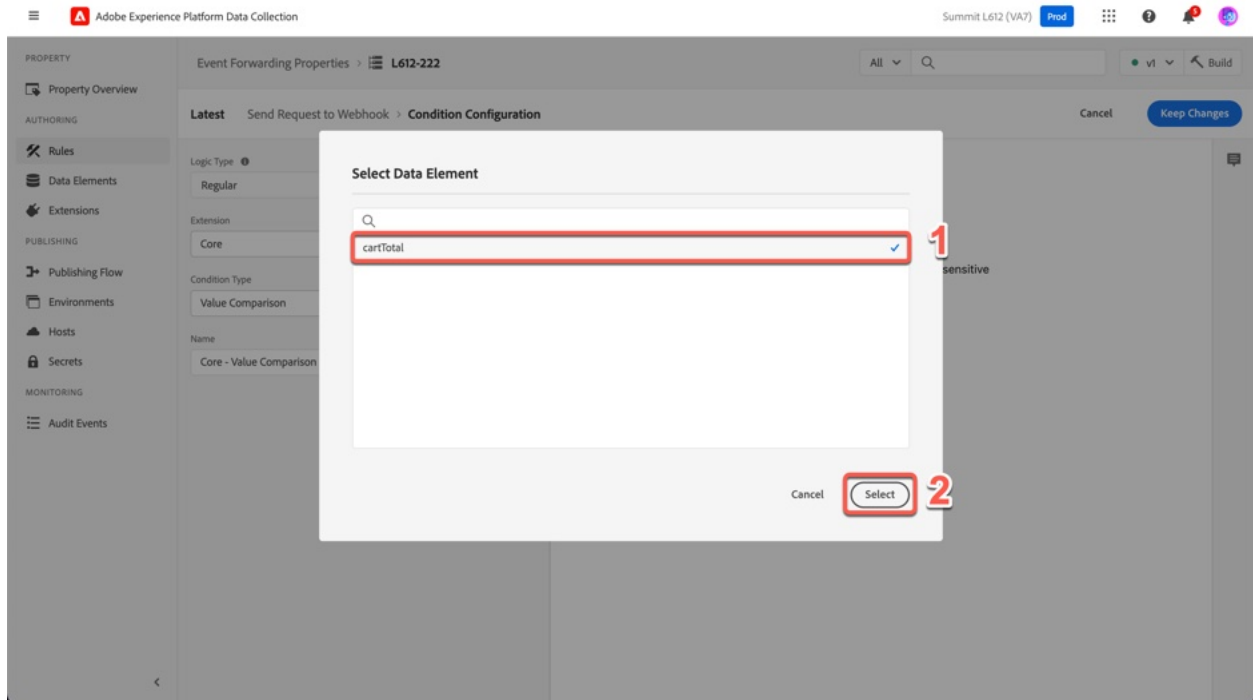 Adobe Experience Platform Data Collection
Summit L612 (VA7) Prod 5
PROPERTY
Property Overview
AUTHORING
Rules
Data Elements
Extensions
PUBLISHING
Publishing Flow
Environments
Hosts
Secrets
MONITORING
Audit Events
Event Forwarding Properties > L612-222
All
v1 Build
Latest Send Request to Webhook > Condition Configuration
Cancel Keep Changes
Logic Type
Regular
Extension
Core
Condition Type
Value Comparison
Name
Core - Value Comparison
sensitive
Select Data Element
cartTotal
1
Cancel Select
2